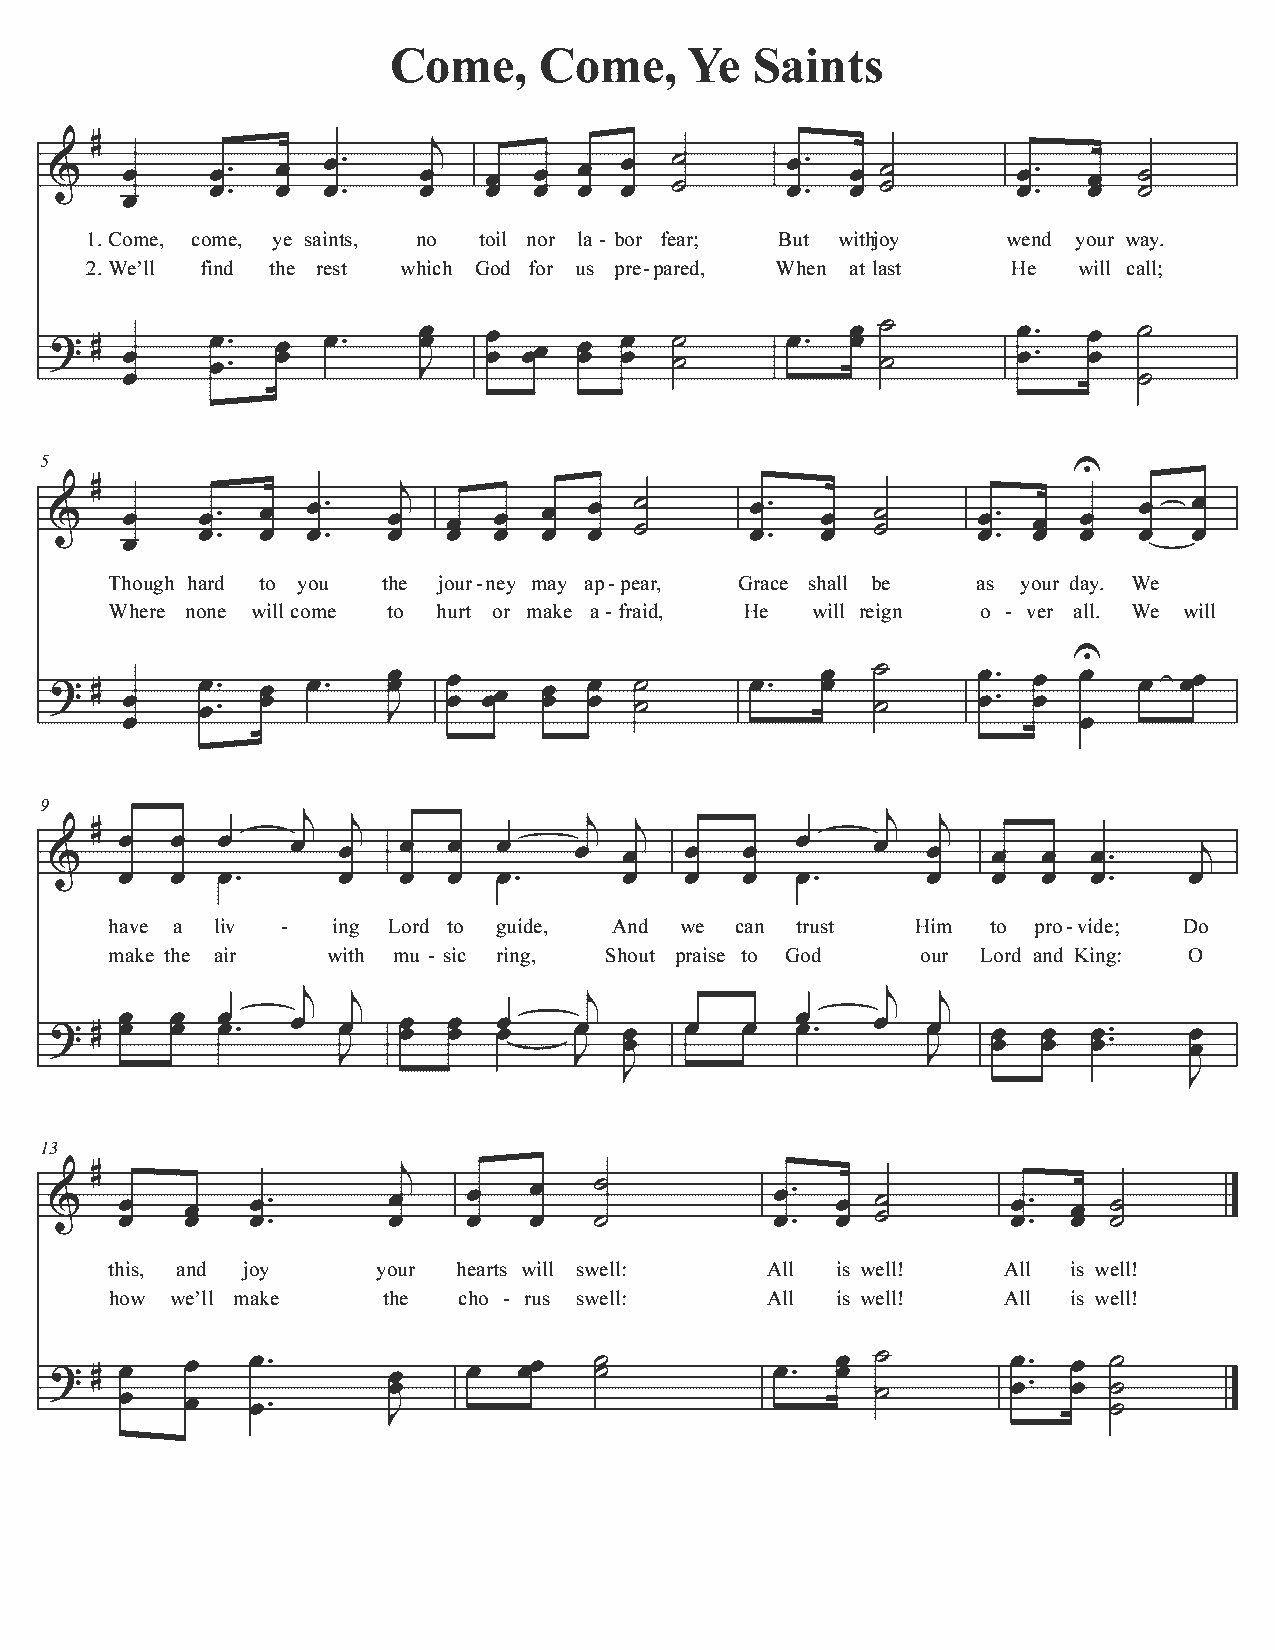 Come, Come, Ye Saints
1. Come, come, ye saints, no toil nor la - bor fear; But with joy wend your way.
2. We’ll find the rest which God for us pre - pared, When at last He will call;
5
Though hard to you the jour - ney may ap - pear, Grace shall be as your day. We
Where none will come to hurt or make a - fraid, He will reign o - ver all. We will
9
have a liv - ing Lord to guide, And we can trust Him to pro - vide; Do
make the air with mu - sic ring, Shout praise to God our Lord and King: O
13
this, and joy your hearts will swell: All is well! All is well!
how we’ll make the cho - rus swell: All is well! All is well!